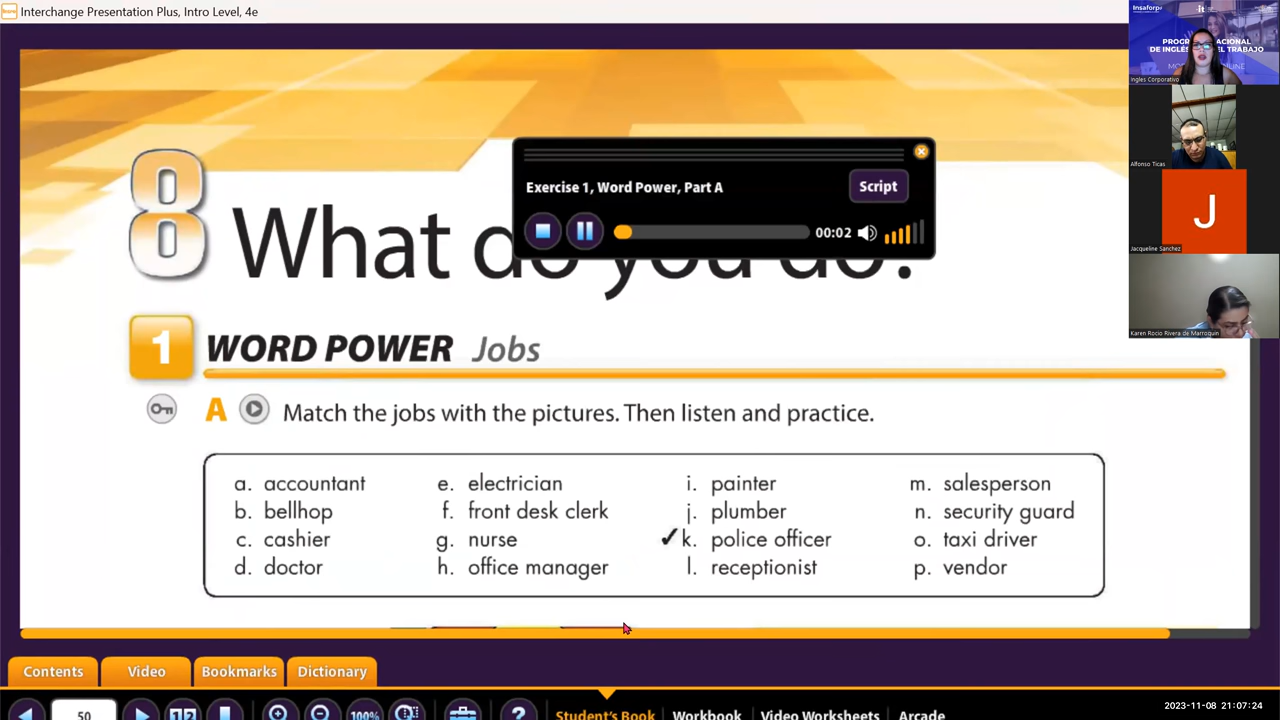 Interchange Presentation Plus, Intro Level, 4e
8
What do you do?
Exercise 1, Word Power, Part A
Script
00:02
1 WORD POWER Jobs
A Match the jobs with the pictures. Then listen and practice.
a. accountant e. electrician i. painter m. salesperson
b. bellhop f. front desk clerk j. plumber n. security guard
c. cashier g. nurse ✓k. police officer o. taxi driver
d. doctor h. office manager l. receptionist p. vendor
Contents Video Bookmarks Dictionary
50 1 2 100% ? Student's Book Workbook Video Worksheets Arcade
Ingles Corporativo
Alfonso Ticas
J
Jacqueline Sanchez
Karen Rocio Rivera de Marroquin
2023-11-08 21:07:24